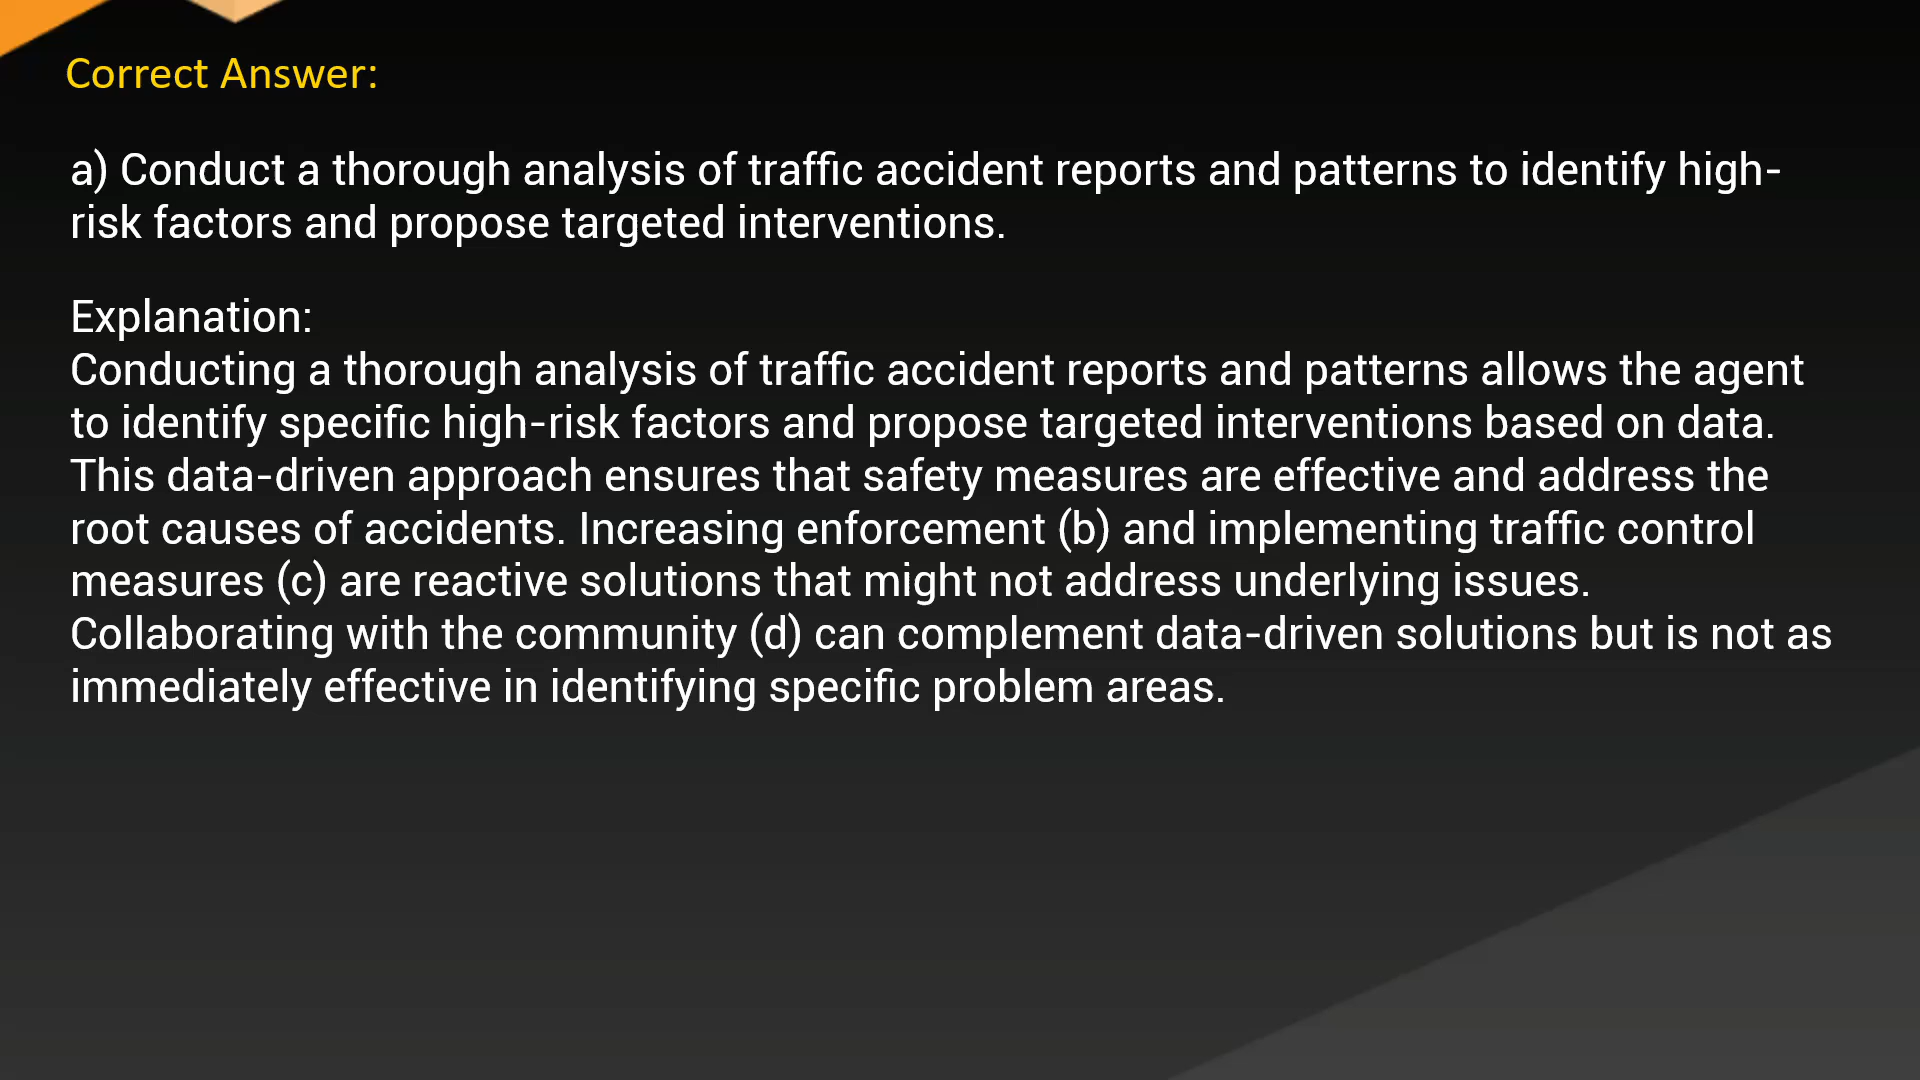 Correct Answer:
a) Conduct a thorough analysis of traffic accident reports and patterns to identify high-
risk factors and propose targeted interventions.
Explanation:
Conducting a thorough analysis of traffic accident reports and patterns allows the agent
to identify specific high-risk factors and propose targeted interventions based on data.
This data-driven approach ensures that safety measures are effective and address the
root causes of accidents. Increasing enforcement (b) and implementing traffic control
measures (c) are reactive solutions that might not address underlying issues.
Collaborating with the community (d) can complement data-driven solutions but is not as
immediately effective in identifying specific problem areas.